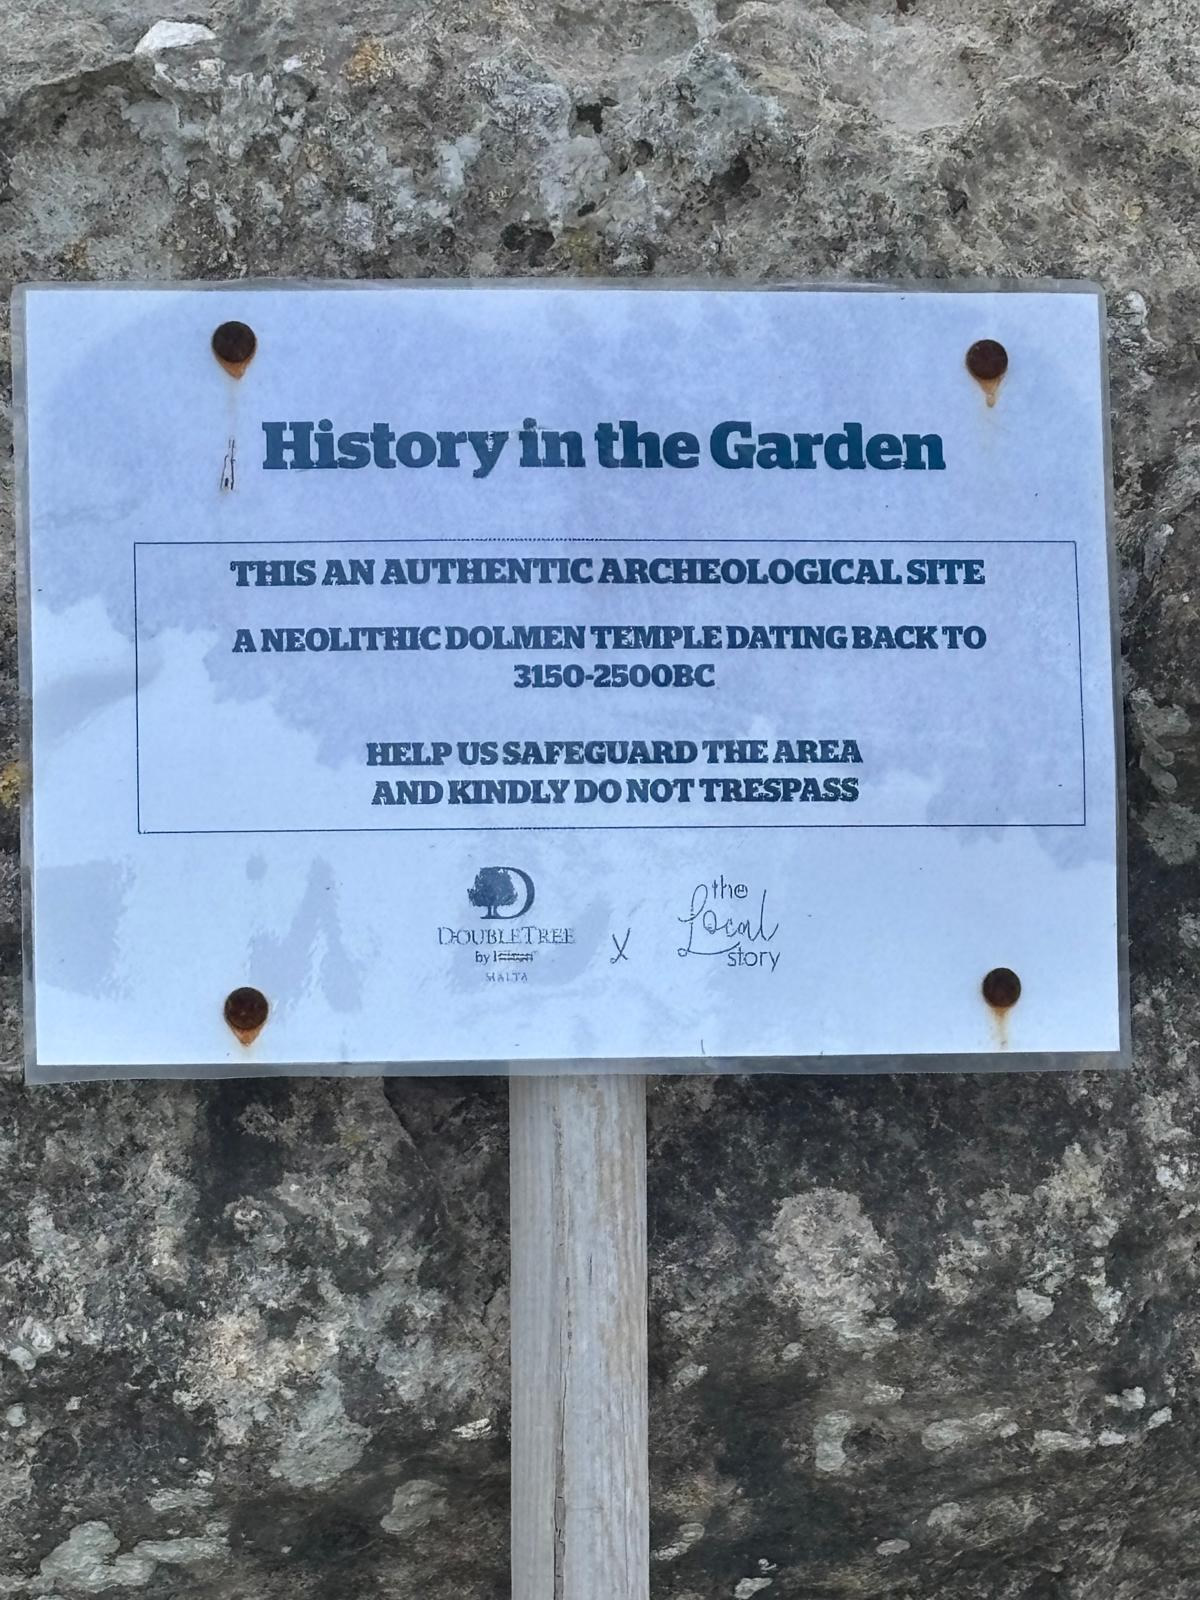 History in the Garden
THIS AN AUTHENTIC ARCHEOLOGICAL SITE
A NEOLITHIC DOLMEN TEMPLE DATING BACK TO
3150-2500BC
HELP US SAFEGUARD THE AREA
AND KINDLY DO NOT TRESPASS
DOUBLETREE
by Hilton
MALTA
X
the
Local
story